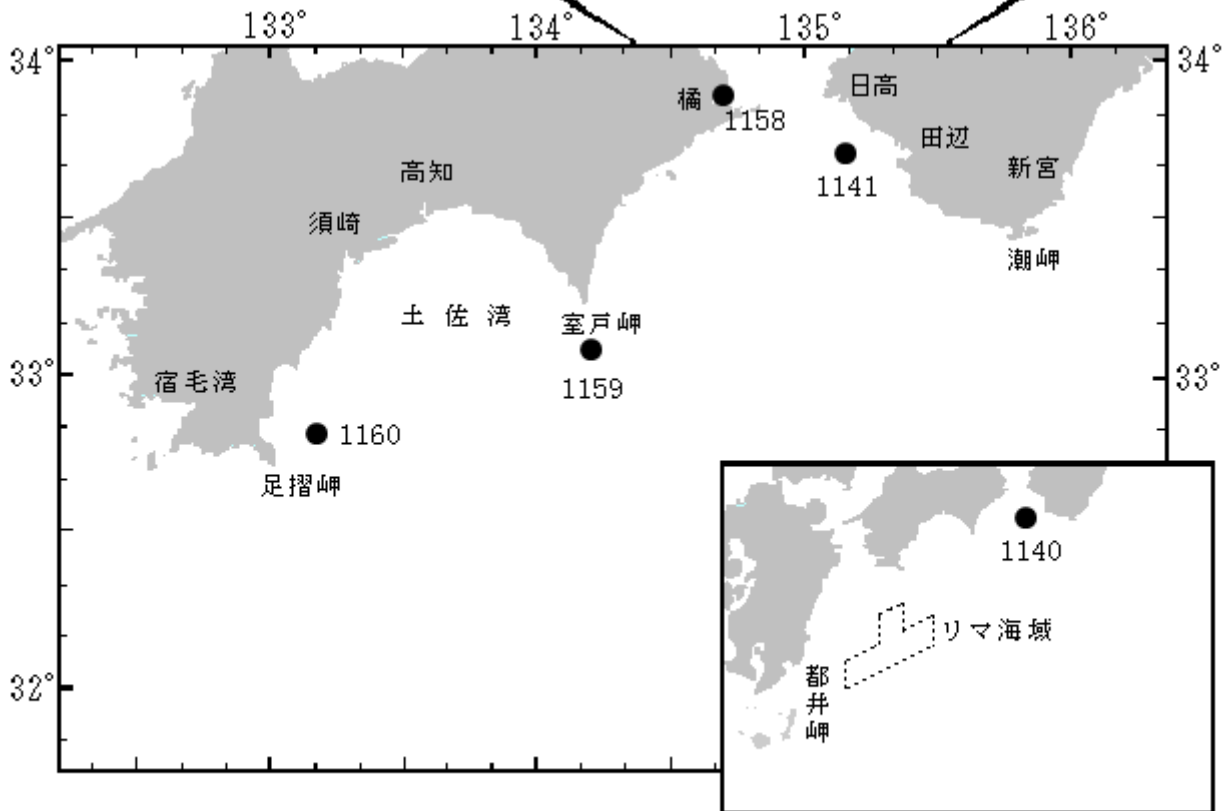 133°
134°
135°
136°
34°
34°
日高
橘
1158
田辺
1141
新宮
高知
須崎
潮岬
土佐湾
室戸岬
33°
33°
宿毛湾
1159
1160
足摺岬
1140
リマ海域
都井岬
32°